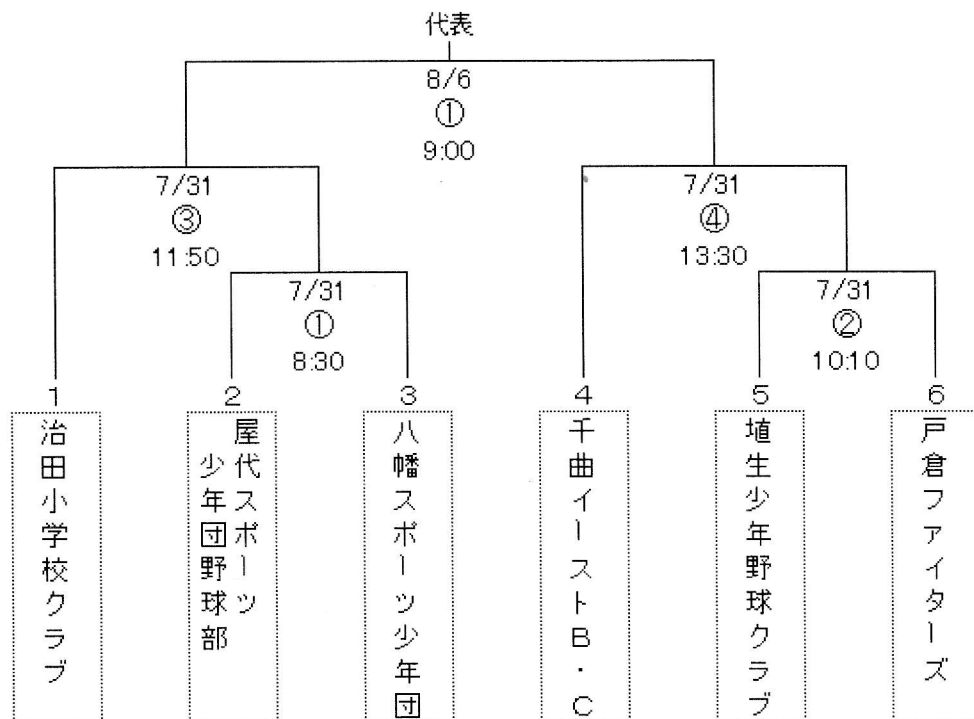 代表
8/6
①
9:00
7/31
③
11:50
7/31
④
13:30
7/31
①
8:30
7/31
②
10:10
1
2
3
4
5
6
治田小学校クラブ
屋代スポーツ
少年団野球部
八幡スポーツ少年団
千曲イーストB・C
埴生少年野球クラブ
戸倉ファイターズ